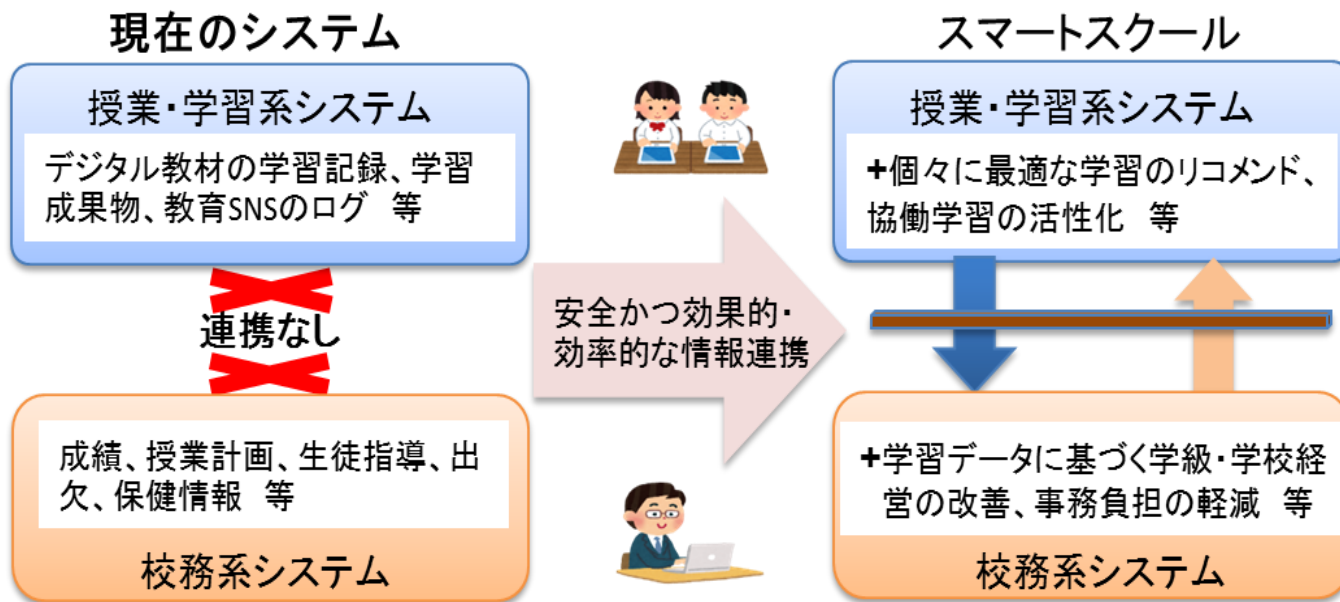 現在のシステム
授業・学習系システム
デジタル教材の学習記録、学習
成果物、教育SNSのログ 等
連携なし
成績、授業計画、生徒指導、出
欠、保健情報 等
校務系システム
安全かつ効果的・
効率的な情報連携
スマートスクール
授業・学習系システム
+個々に最適な学習のリコメンド、
協働学習の活性化 等
+学習データに基づく学級・学校経
営の改善、事務負担の軽減 等
校務系システム